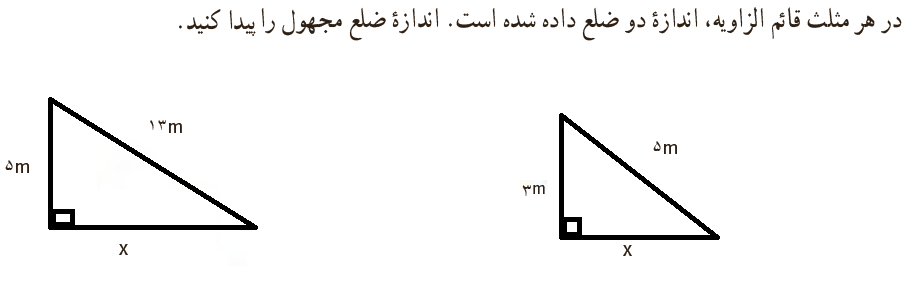 در هر مثلث قائم الزاویه، اندازهٔ دو ضلع داده شده است. اندازهٔ ضلع مجهول را پیدا کنید.
۵m
۳m
x
۱۳m
۵m
x